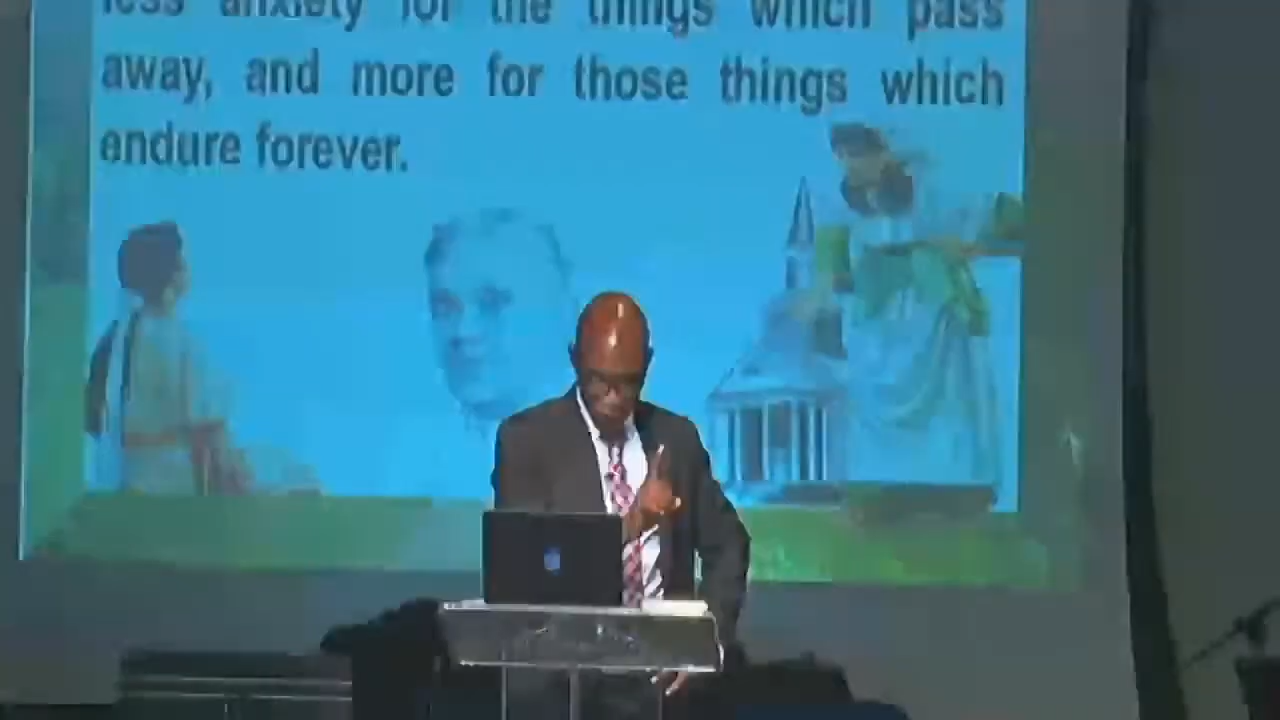 less anxiety for the things which pass
away, and more for those things which
endure forever.